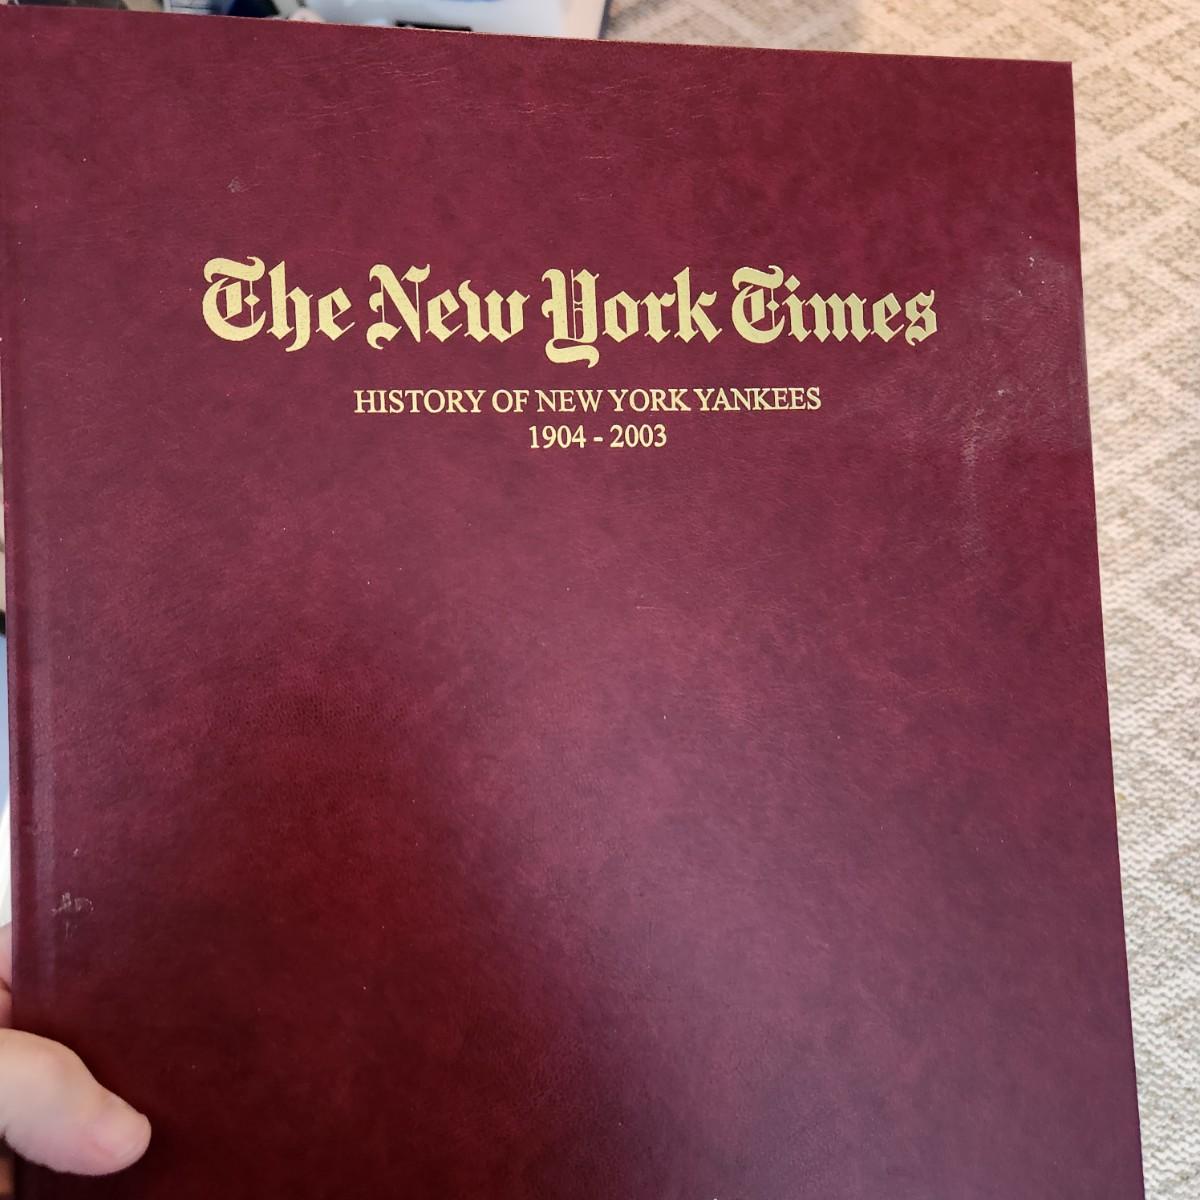 The New York Times
HISTORY OF NEW YORK YANKEES
1904 - 2003